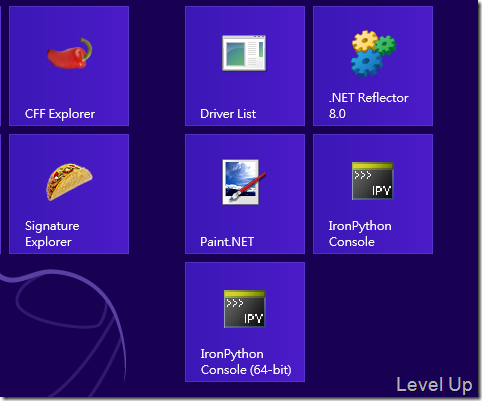 CFF Explorer
Driver List
.NET Reflector
8.0
Signature
Explorer
Paint.NET
>>>
IPY
IronPython
Console
>>>
IPY
IronPython
Console (64-bit)
Level Up